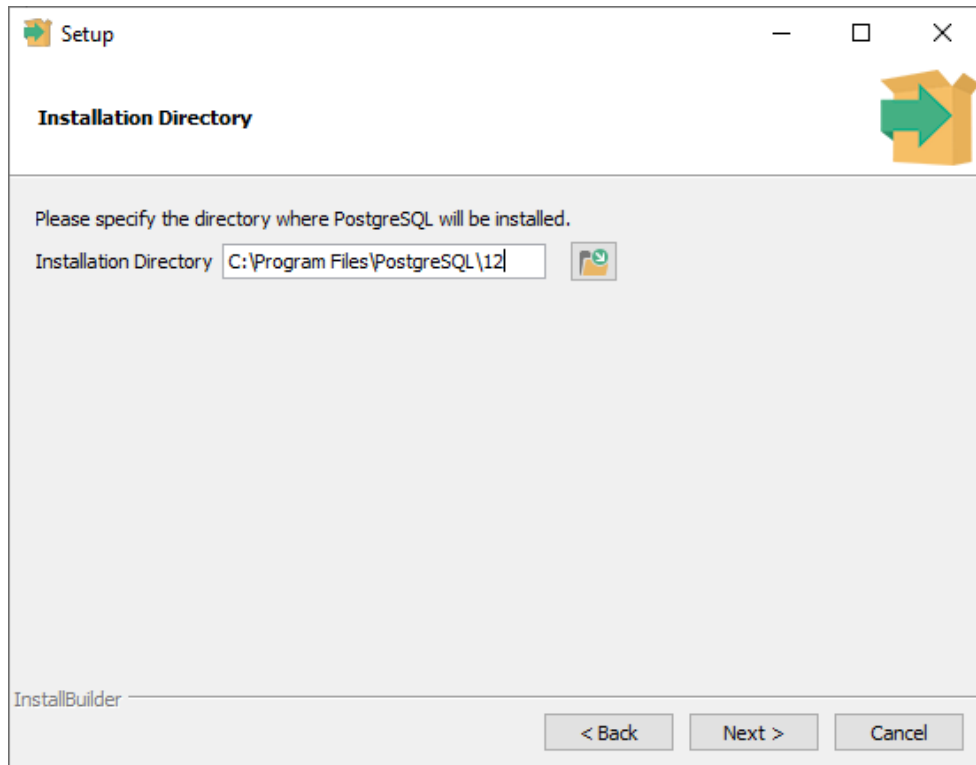 Setup
Installation Directory
Please specify the directory where PostgreSQL will be installed.
Installation Directory C:\Program Files\PostgreSQL\12
InstallBuilder
< Back Next > Cancel